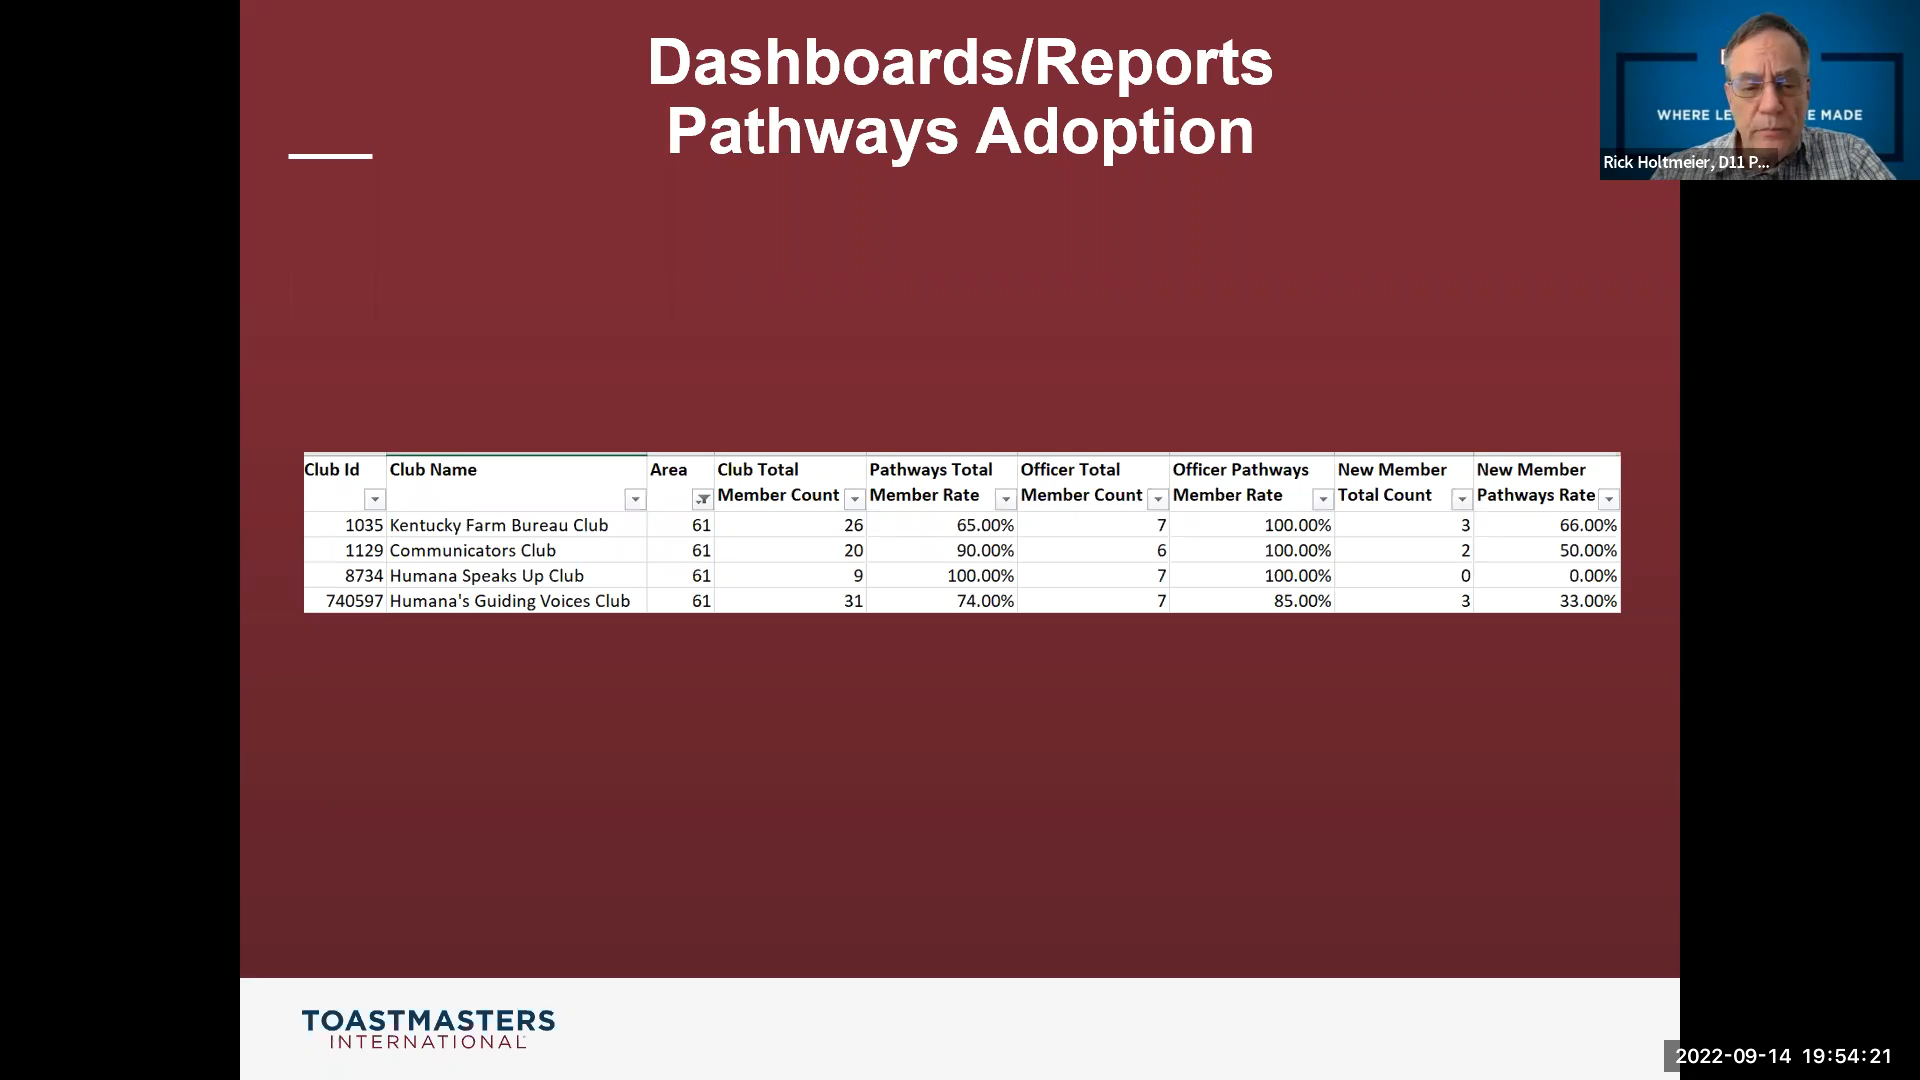 Dashboards/Reports
Pathways Adoption
WHERE LE E MADE
Rick Holtmeier, D11 P...
Club Id Club Name Area Club Total Member Count Pathways Total Member Rate Officer Total Member Count Officer Pathways Member Rate New Member Total Count New Member Pathways Rate
1035 Kentucky Farm Bureau Club 61 26 65.00% 7 100.00% 3 66.00%
1129 Communicators Club 61 20 90.00% 6 100.00% 2 50.00%
8734 Humana Speaks Up Club 61 9 100.00% 7 100.00% 0 0.00%
740597 Humana's Guiding Voices Club 61 31 74.00% 7 85.00% 3 33.00%
TOASTMASTERS
INTERNATIONAL
2022-09-14 19:54:21